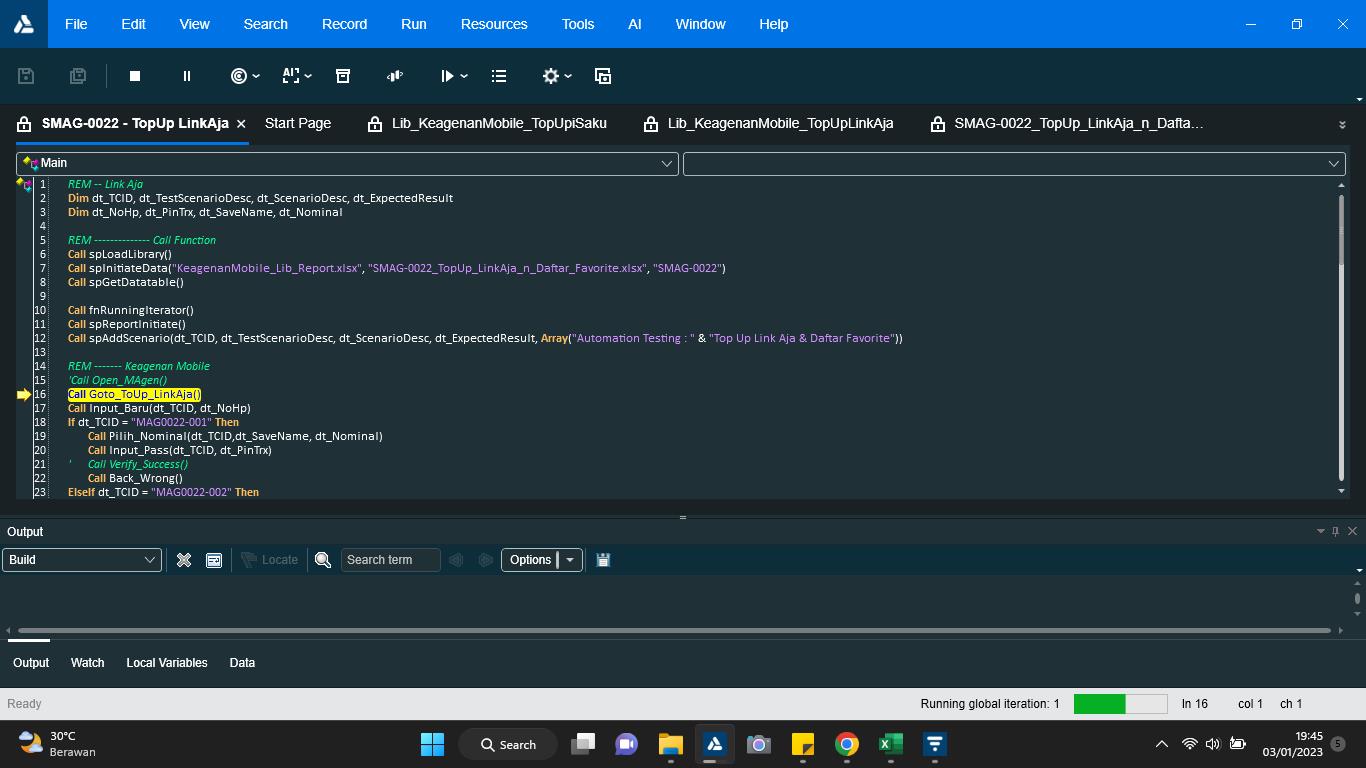 File Edit View Search Record Run Resources Tools AI Window Help
AI
SMAG-0022 - TopUp LinkAja Start Page Lib_KeagenanMobile_TopUpiSaku Lib_KeagenanMobile_TopUpLinkAja SMAG-0022_TopUp_LinkAja_n_Dafta...
Main
1 REM -- Link Aja
2 Dim dt_TCID, dt_TestScenarioDesc, dt_ScenarioDesc, dt_ExpectedResult
3 Dim dt_NoHp, dt_PinTrx, dt_SaveName, dt_Nominal
4
5 REM -------------- Call Function
6 Call spLoadLibrary()
7 Call spInitiateData("KeagenanMobile_Lib_Report.xlsx", "SMAG-0022_TopUp_LinkAja_n_Daftar_Favorite.xlsx", "SMAG-0022")
8 Call spGetDatatable()
9
10 Call fnRunningIterator()
11 Call spReportInitiate()
12 Call spAddScenario(dt_TCID, dt_TestScenarioDesc, dt_ScenarioDesc, dt_ExpectedResult, Array("Automation Testing : " & "Top Up Link Aja & Daftar Favorite"))
13
14 REM ------- Keagenan Mobile
15 'Call Open_MAgen()
16 Call Goto_ToUp_LinkAja()
17 Call Input_Baru(dt_TCID, dt_NoHp)
18 If dt_TCID = "MAG0022-001" Then
19 Call Pilih_Nominal(dt_TCID,dt_SaveName, dt_Nominal)
20 Call Input_Pass(dt_TCID, dt_PinTrx)
21 ' Call Verify_Success()
22 Call Back_Wrong()
23 ElseIf dt_TCID = "MAG0022-002" Then
Output
Build Locate Search term Options
Output Watch Local Variables Data
Ready Running global iteration: 1 ln 16 col 1 ch 1
30°C
Berawan
Search
19:45
03/01/2023
5